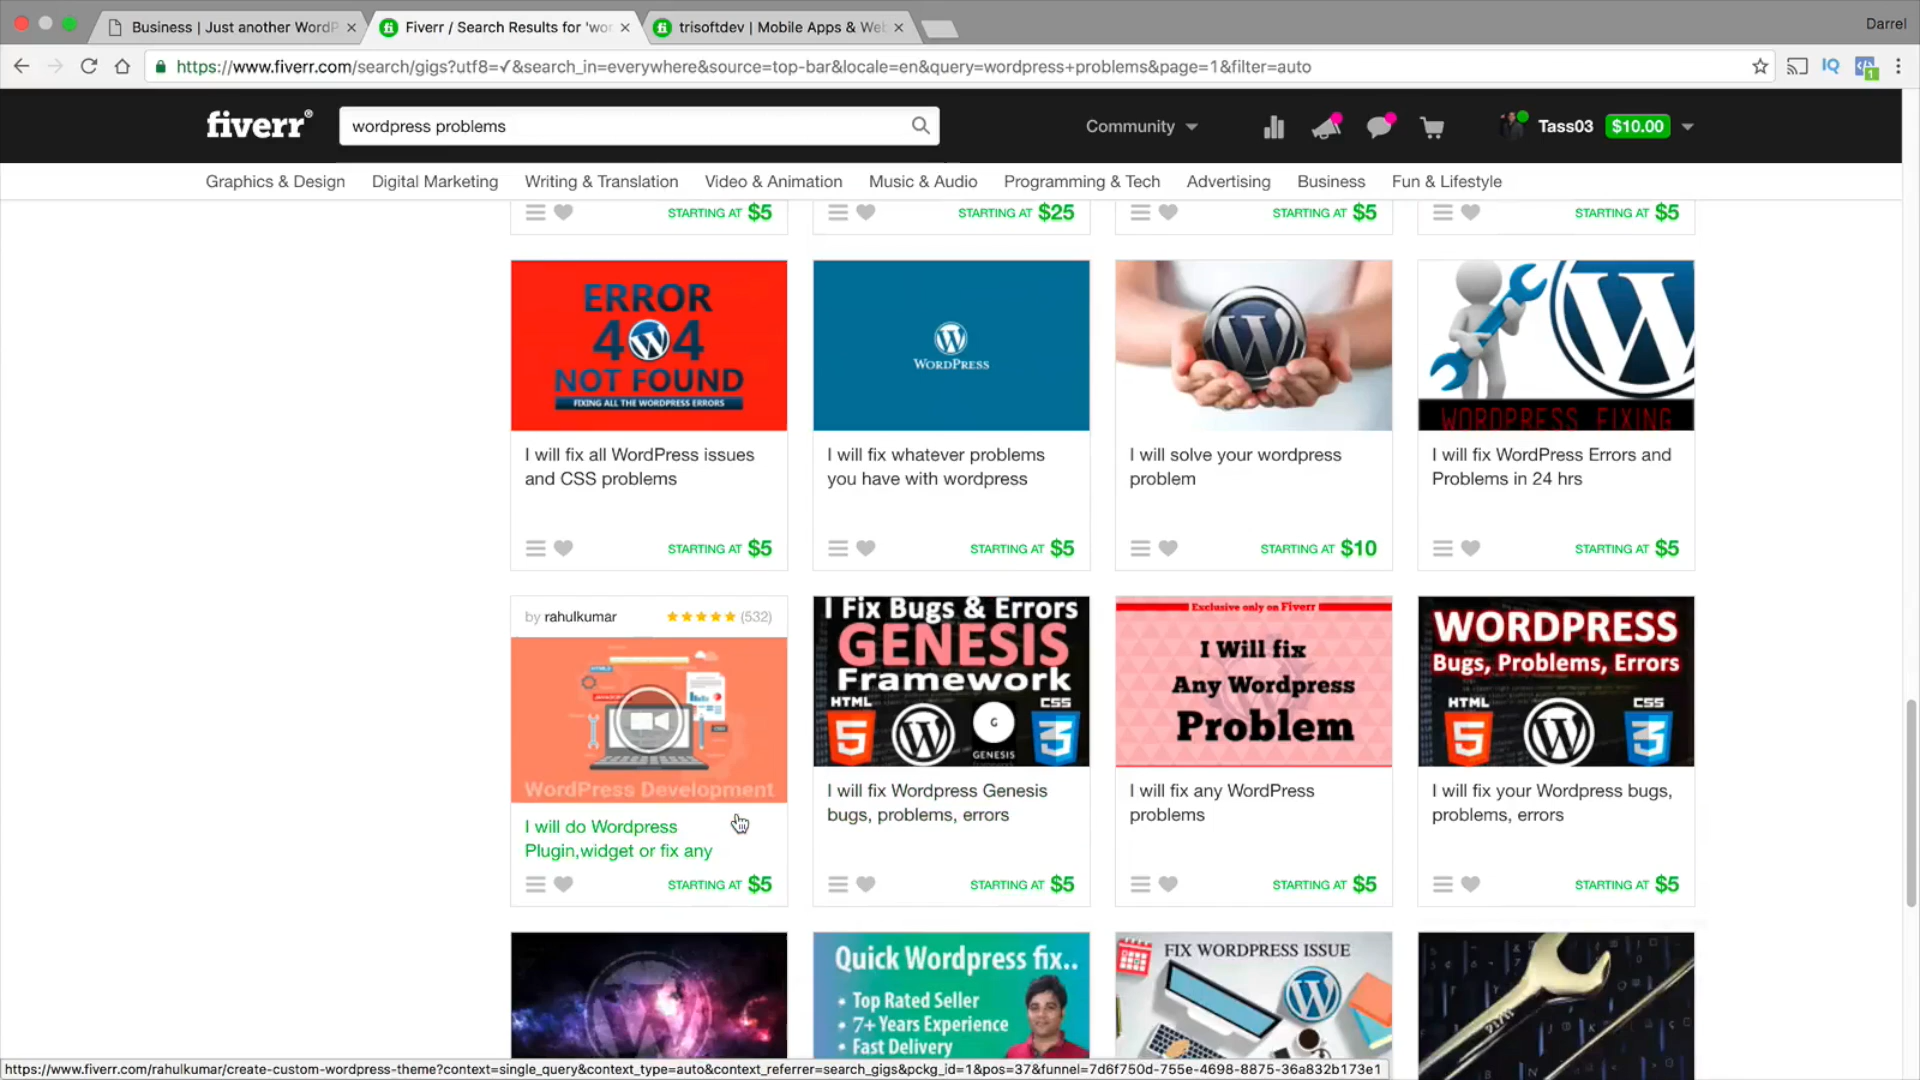 Business | Just another WordP
Fiverr / Search Results for 'wor
trisoftdev | Mobile Apps & Web
Darrel
https://www.fiverr.com/search/gigs?utf8=✓&search_in=everywhere&source=top-bar&locale=en&query=wordpress+problems&page=1&filter=auto
IQ
1
fiverr®
wordpress problems
Community
Tass03
$10.00
Graphics & Design
Digital Marketing
Writing & Translation
Video & Animation
Music & Audio
Programming & Tech
Advertising
Business
Fun & Lifestyle
STARTING AT $5
STARTING AT $25
STARTING AT $5
STARTING AT $5
ERROR
404
NOT FOUND
FIXING ALL THE WORDPRESS ERRORS
I will fix all WordPress issues
and CSS problems
STARTING AT $5
WORDPRESS
I will fix whatever problems
you have with wordpress
STARTING AT $5
I will solve your wordpress
problem
STARTING AT $10
WORDPRESS FIXING
I will fix WordPress Errors and
Problems in 24 hrs
STARTING AT $5
by rahulkumar
(532)
WordPress Development
I will do Wordpress
Plugin,widget or fix any
STARTING AT $5
I Fix Bugs & Errors
GENESIS
Framework
HTML
5
G
GENESIS
CSS
3
I will fix Wordpress Genesis
bugs, problems, errors
STARTING AT $5
Exclusive only on Fiverr
I Will fix
Any Wordpress
Problem
I will fix any WordPress
problems
STARTING AT $5
WORDPRESS
Bugs, Problems, Errors
HTML
5
CSS
3
I will fix your Wordpress bugs,
problems, errors
STARTING AT $5
Quick Wordpress fix..
• Top Rated Seller
• 7+ Years Experience
• Fast Delivery
FIX WORDPRESS ISSUE
https://www.fiverr.com/rahulkumar/create-custom-wordpress-theme?context=single_query&context_type=auto&context_referrer=search_gigs&pckg_id=1&pos=37&funnel=7d6f750d-755e-4698-8875-36a832b173e1